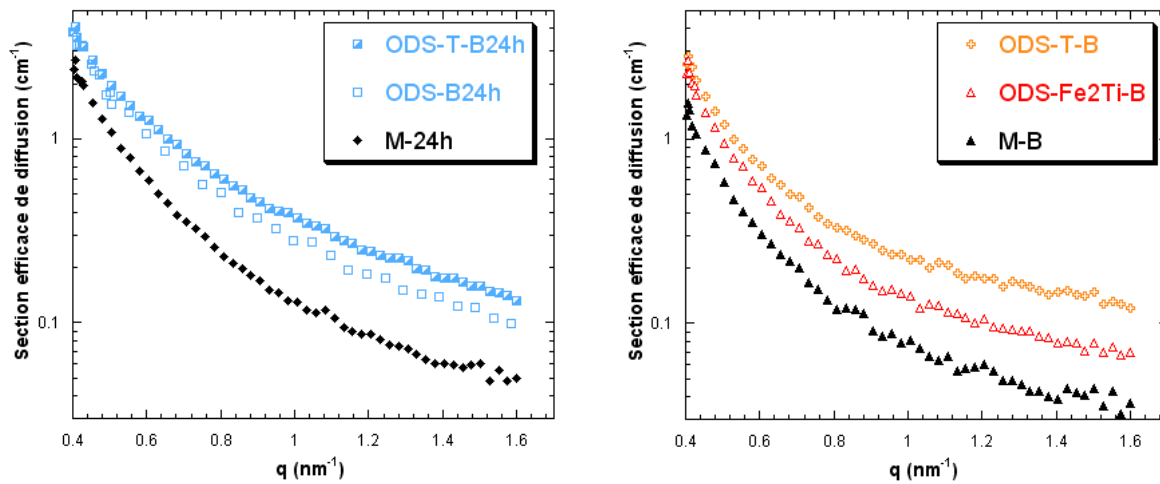 Section efficace de diffusion (cm⁻¹)
1
0.1
ODS-T-B24h
ODS-B24h
M-24h
0.4 0.6 0.8 1 1.2 1.4 1.6
q (nm⁻¹)
Section efficace de diffusion (cm⁻¹)
1
0.1
ODS-T-B
ODS-Fe2Ti-B
M-B
0.4 0.6 0.8 1 1.2 1.4 1.6
q (nm⁻¹)